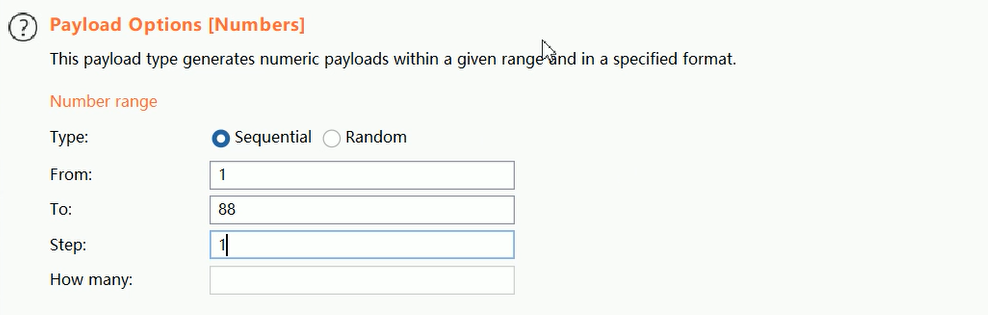 Payload Options [Numbers]
This payload type generates numeric payloads within a given range and in a specified format.
Number range
Type: Sequential Random
From: 1
To: 88
Step: 1
How many: